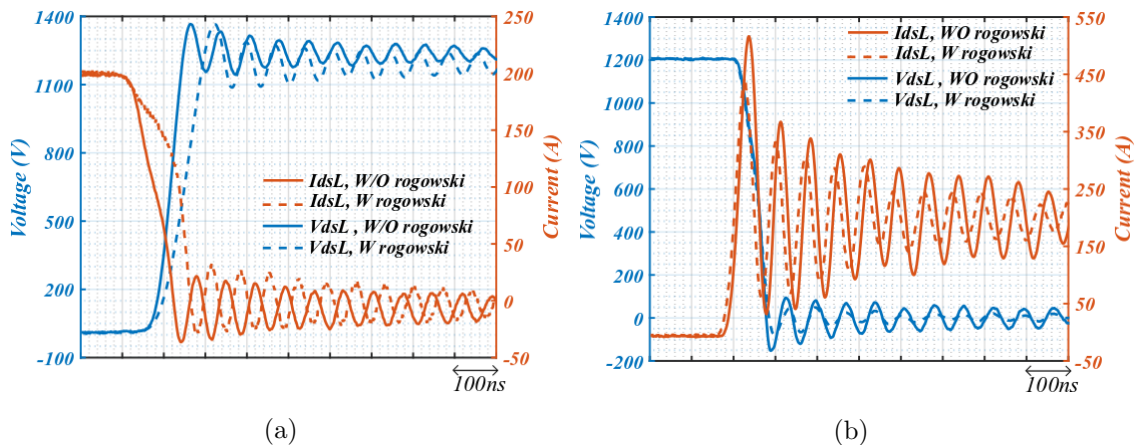 1400
1100
800
500
200
-100
Voltage (V)
250
200
150
100
50
0
-50
Current (A)
IdsL, W/O rogowski
IdsL, W rogowski
VdsL , W/O rogowski
VdsL, W rogowski
100ns
(a)
1400
1200
1000
800
600
400
200
0
-200
Voltage (V)
550
450
350
250
150
50
-50
Current (A)
IdsL, WO rogowski
IdsL, W rogowski
VdsL , WO rogowski
VdsL, W rogowski
100ns
(b)